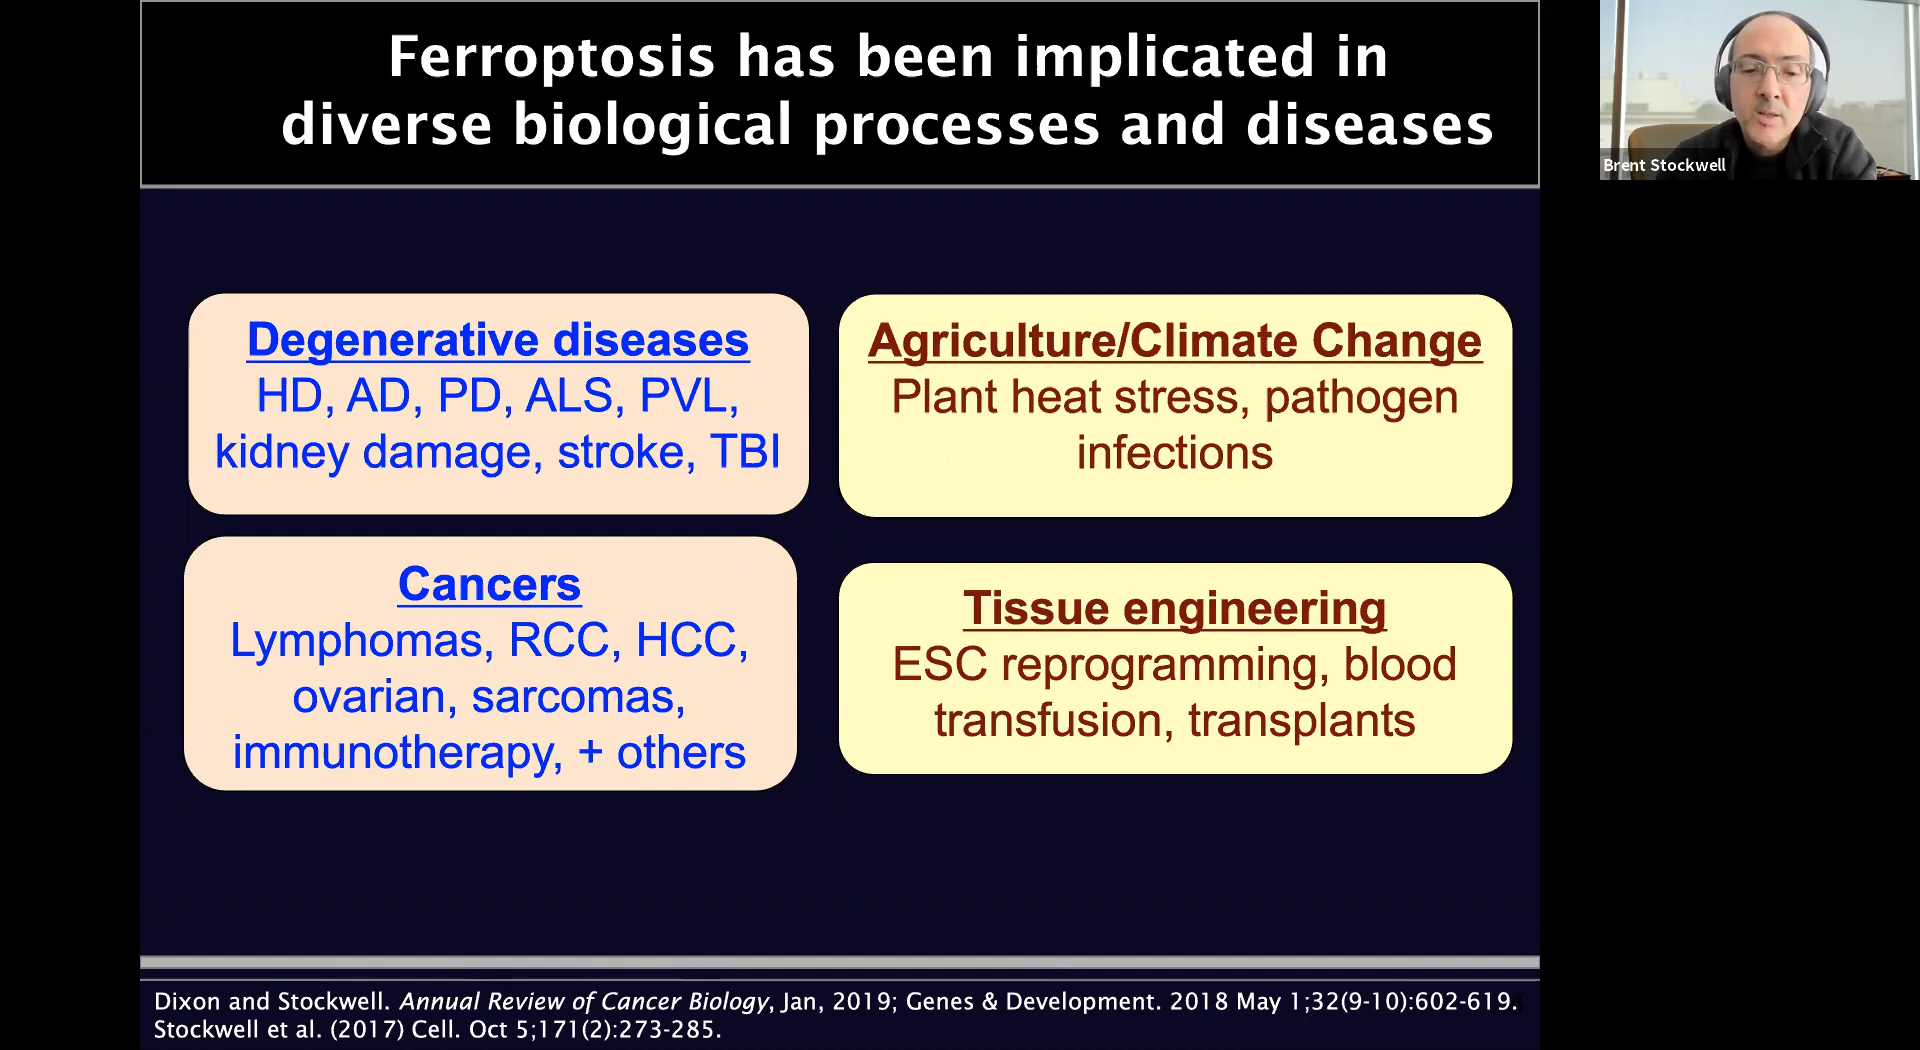 Ferroptosis has been implicated in
diverse biological processes and diseases
Brent Stockwell
Degenerative diseases
HD, AD, PD, ALS, PVL,
kidney damage, stroke, TBI
Agriculture/Climate Change
Plant heat stress, pathogen
infections
Cancers
Lymphomas, RCC, HCC,
ovarian, sarcomas,
immunotherapy, + others
Tissue engineering
ESC reprogramming, blood
transfusion, transplants
Dixon and Stockwell. Annual Review of Cancer Biology, Jan, 2019; Genes & Development. 2018 May 1;32(9-10):602-619.
Stockwell et al. (2017) Cell. Oct 5;171(2):273-285.